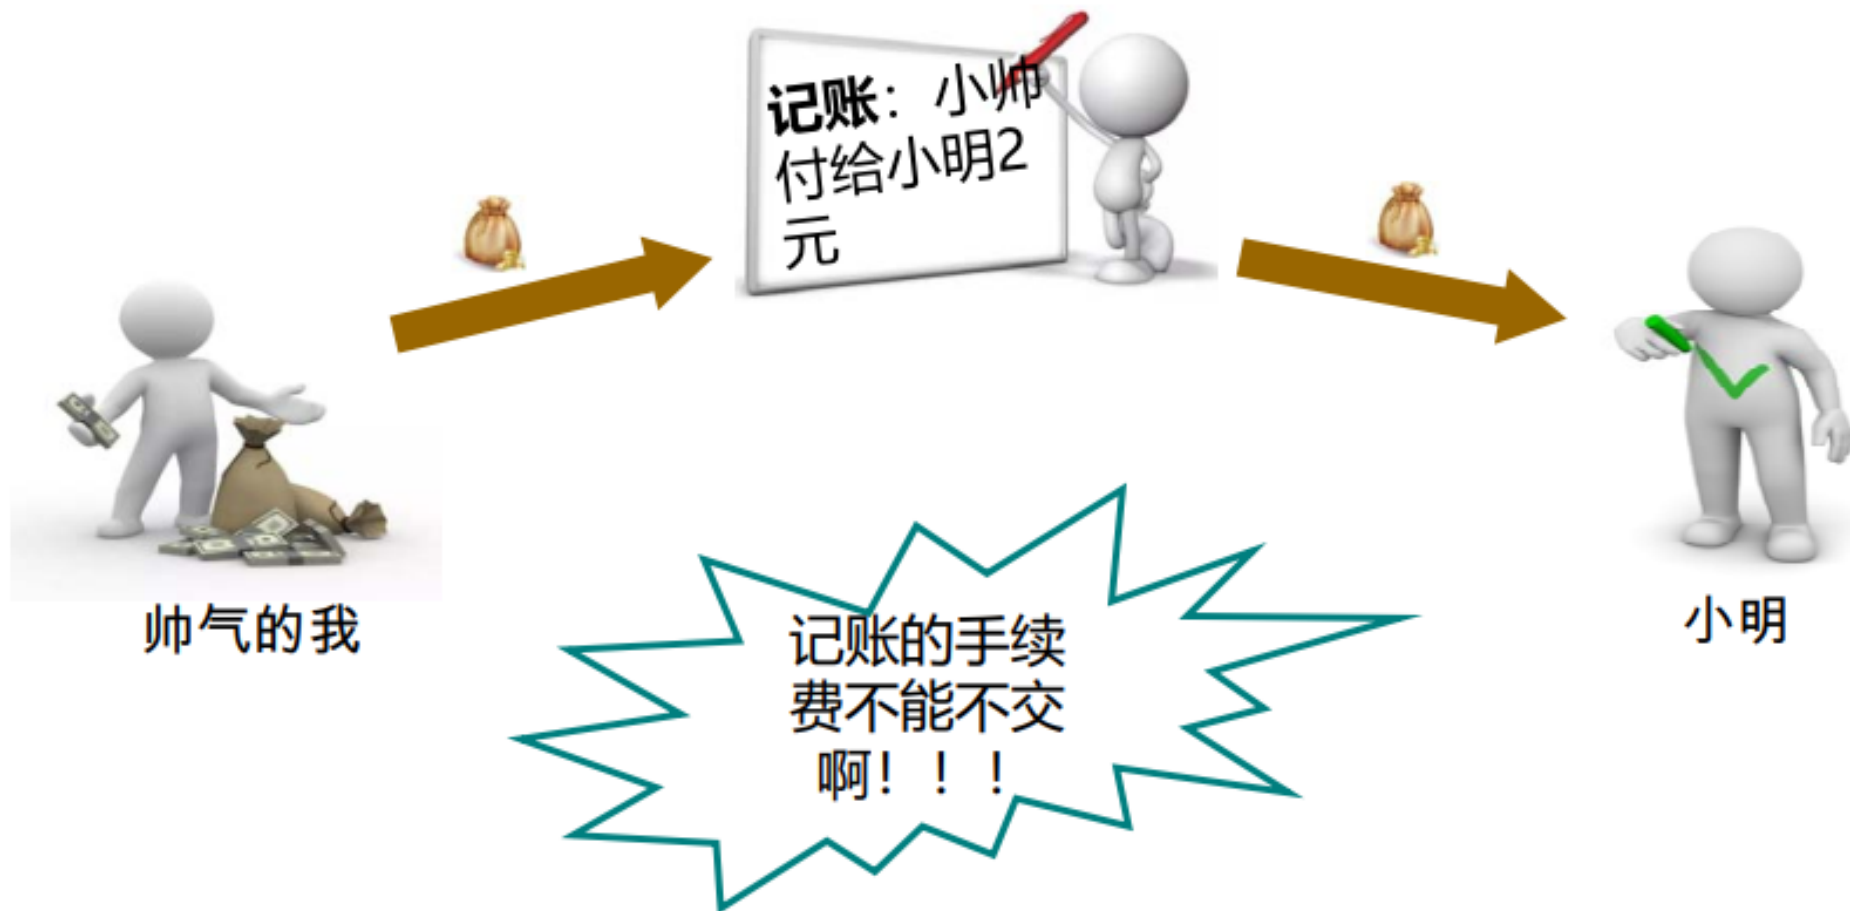 记账：小帅
付给小明2
元
帅气的我
小明
记账的手续
费不能不交
啊！！！